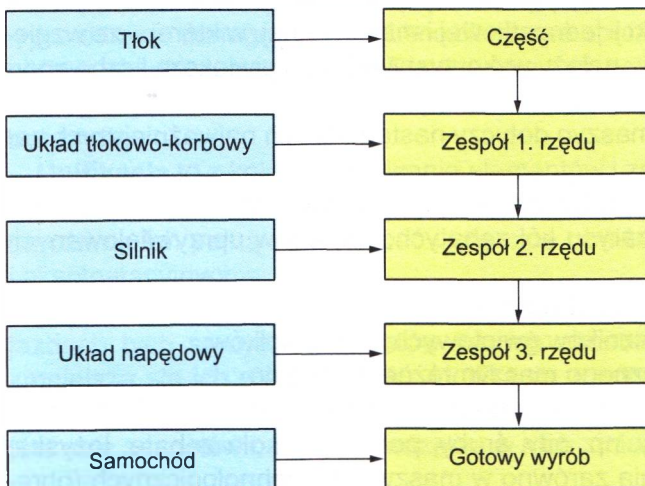 Tłok
Część
Układ tłokowo-korbowy
Zespół 1. rzędu
Silnik
Zespół 2. rzędu
Układ napędowy
Zespół 3. rzędu
Samochód
Gotowy wyrób